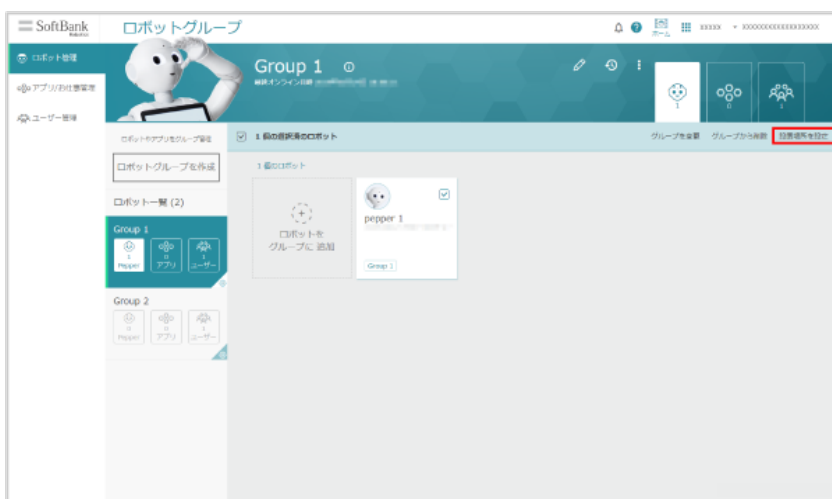 SoftBank
Robotics
ロボットグループ
ホーム
xxxxx
xxxxxxxxxxxxxxxxxxx
ロボット管理
アプリ/お仕事管理
ユーザー管理
Group 1
1
0
1
ロボットやアプリをグループ管理
1 個の選択済のロボット
グループを変更
グループから削除
設置場所を設定
ロボットグループを作成
1 個のロボット
ロボット一覧 (2)
ロボットを
グループに 追加
pepper 1
Group 1
Group 1
1
0
1
Pepper
アプリ
ユーザー
Group 2
0
0
1
Pepper
アプリ
ユーザー